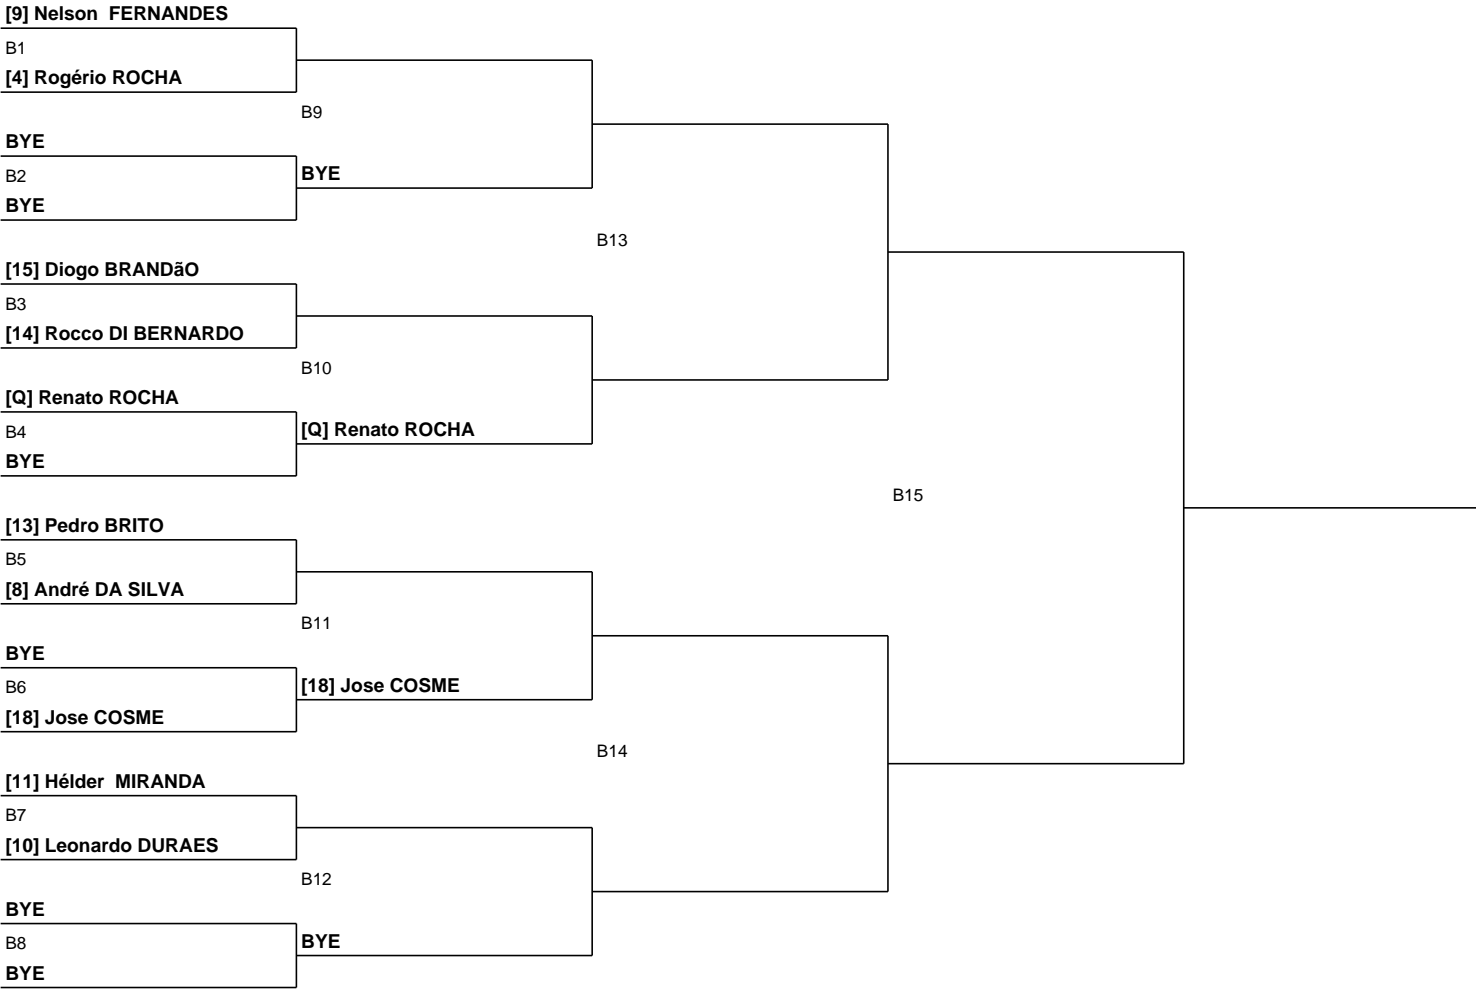 [9] Nelson  FERNANDES
B1
[4] Rogério ROCHA
B9
BYE
B2
BYE
BYE
B13
[15] Diogo BRANDãO
B3
[14] Rocco DI BERNARDO
B10
[Q] Renato ROCHA
B4
[Q] Renato ROCHA
BYE
B15
[13] Pedro BRITO
B5
[8] André DA SILVA
B11
BYE
B6
[18] Jose COSME
[18] Jose COSME
B14
[11] Hélder  MIRANDA
B7
[10] Leonardo DURAES
B12
BYE
B8
BYE
BYE